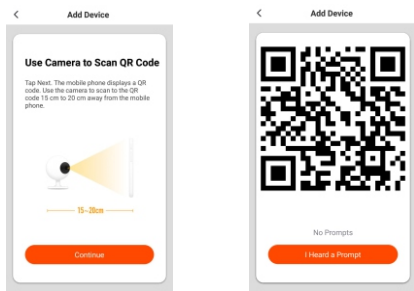 Add Device
Use Camera to Scan QR Code
Tap Next. The mobile phone displays a QR
code. Use the camera to scan to the QR
code 15 cm to 20 cm away from the mobile
phone.
15-20cm
Continue
Add Device
No Prompts
I Heard a Prompt